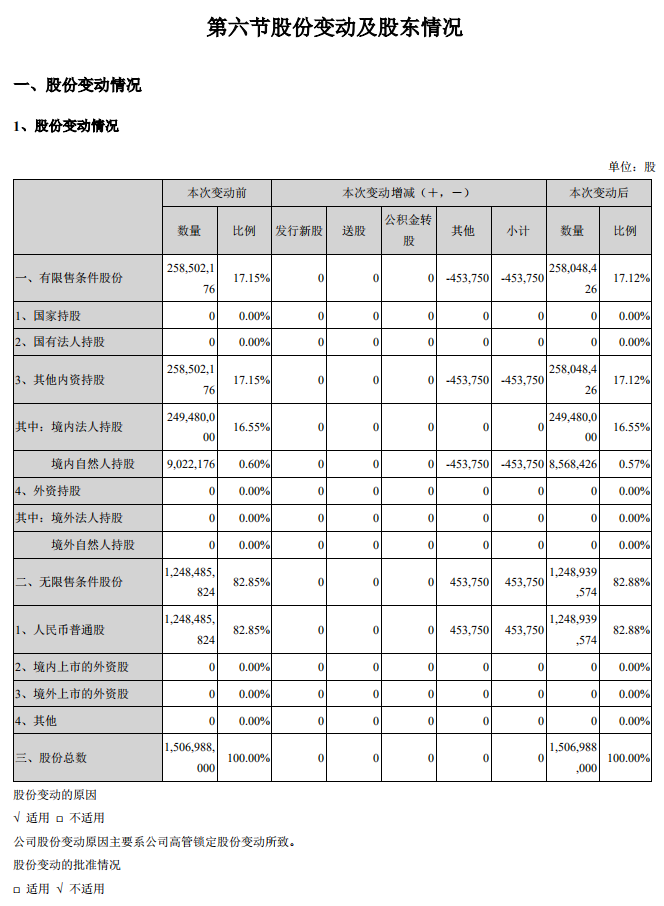 第六节股份变动及股东情况
一、股份变动情况
1、股份变动情况
单位：股
本次变动前 本次变动增减（＋，－） 本次变动后
数量 比例 发行新股 送股 公积金转股 其他 小计 数量 比例
一、有限售条件股份 258,502,176 17.15% 0 0 0 -453,750 -453,750 258,048,426 17.12%
1、国家持股 0 0.00% 0 0 0 0 0 0 0.00%
2、国有法人持股 0 0.00% 0 0 0 0 0 0 0.00%
3、其他内资持股 258,502,176 17.15% 0 0 0 -453,750 -453,750 258,048,426 17.12%
其中：境内法人持股 249,480,000 16.55% 0 0 0 0 0 249,480,000 16.55%
境内自然人持股 9,022,176 0.60% 0 0 0 -453,750 -453,750 8,568,426 0.57%
4、外资持股 0 0.00% 0 0 0 0 0 0 0.00%
其中：境外法人持股 0 0.00% 0 0 0 0 0 0 0.00%
境外自然人持股 0 0.00% 0 0 0 0 0 0 0.00%
二、无限售条件股份 1,248,485,824 82.85% 0 0 0 453,750 453,750 1,248,939,574 82.88%
1、人民币普通股 1,248,485,824 82.85% 0 0 0 453,750 453,750 1,248,939,574 82.88%
2、境内上市的外资股 0 0.00% 0 0 0 0 0 0 0.00%
3、境外上市的外资股 0 0.00% 0 0 0 0 0 0 0.00%
4、其他 0 0.00% 0 0 0 0 0 0 0.00%
三、股份总数 1,506,988,000 100.00% 0 0 0 0 0 1,506,988,000 100.00%
股份变动的原因
√ 适用 □ 不适用
公司股份变动原因主要系公司高管锁定股份变动所致。
股份变动的批准情况
□ 适用 √ 不适用